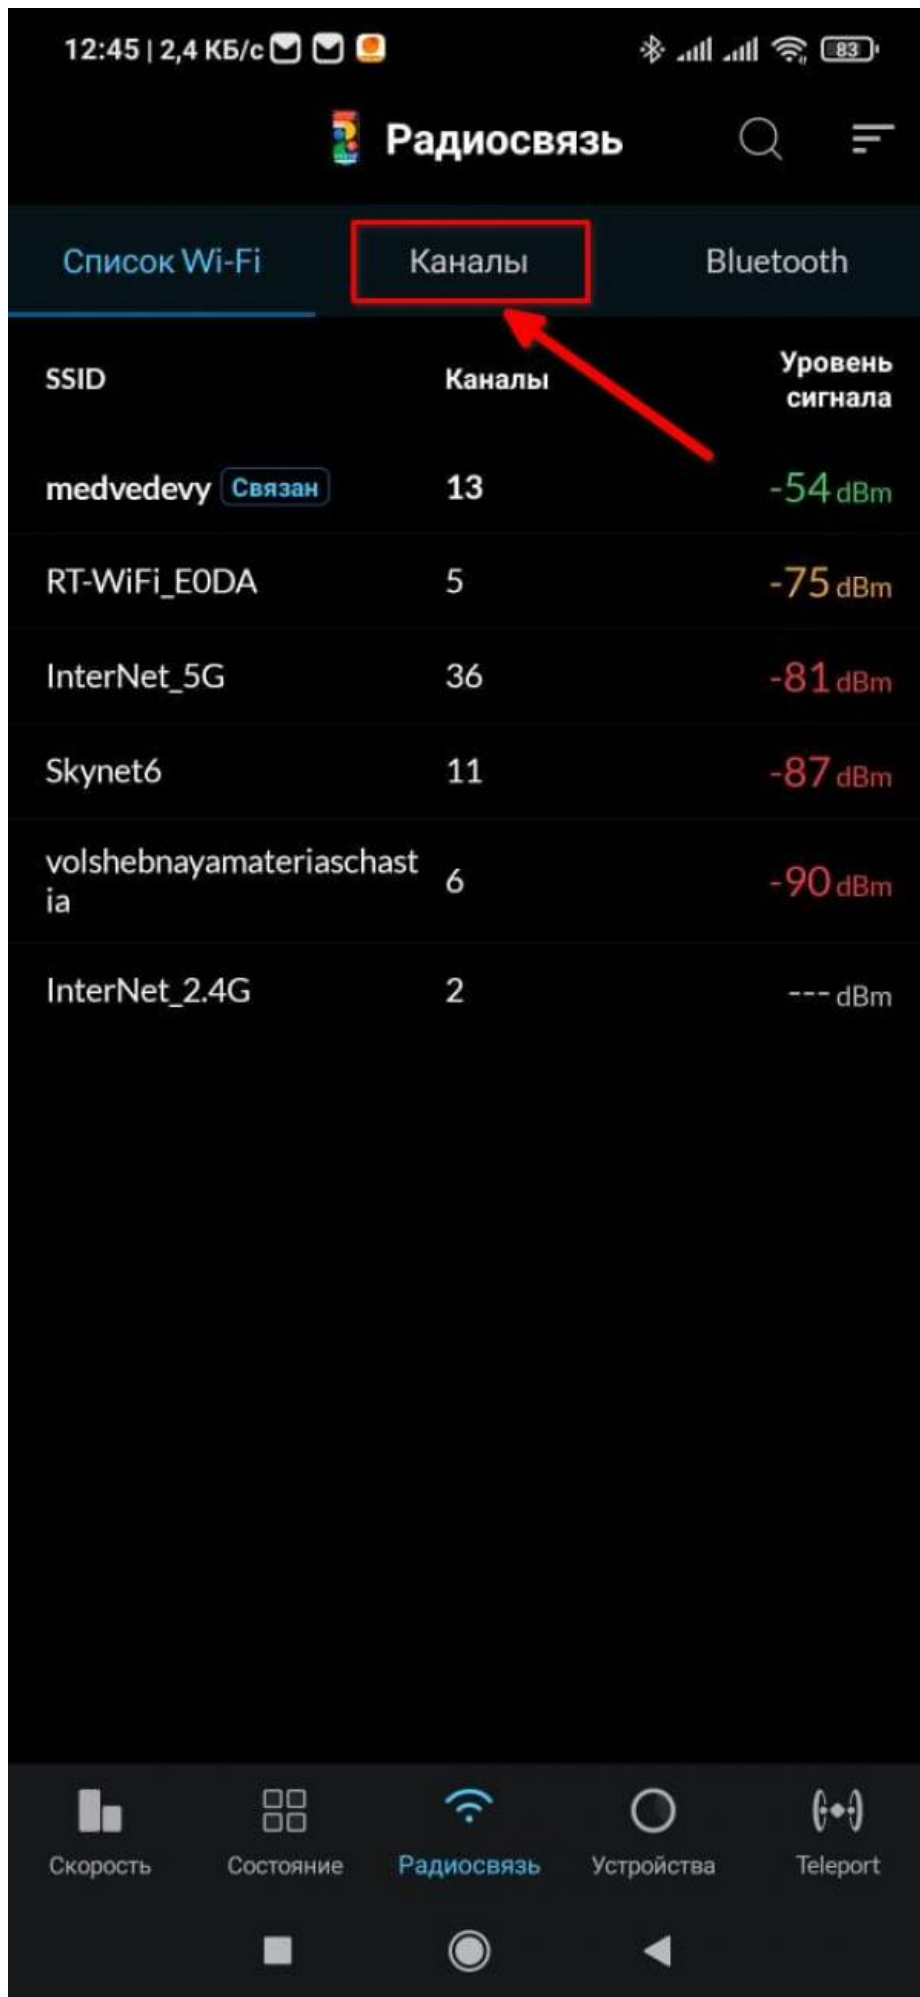 12:45 | 2,4 КБ/с 83
Радиосвязь
Список Wi-Fi Каналы Bluetooth
SSID Каналы Уровень сигнала
medvedevy Связан 13 -54 dBm
RT-WiFi_E0DA 5 -75 dBm
InterNet_5G 36 -81 dBm
Skynet6 11 -87 dBm
volshebnayamateriaschast
ia 6 -90 dBm
InterNet_2.4G 2 --- dBm
Скорость Состояние Радиосвязь Устройства Teleport